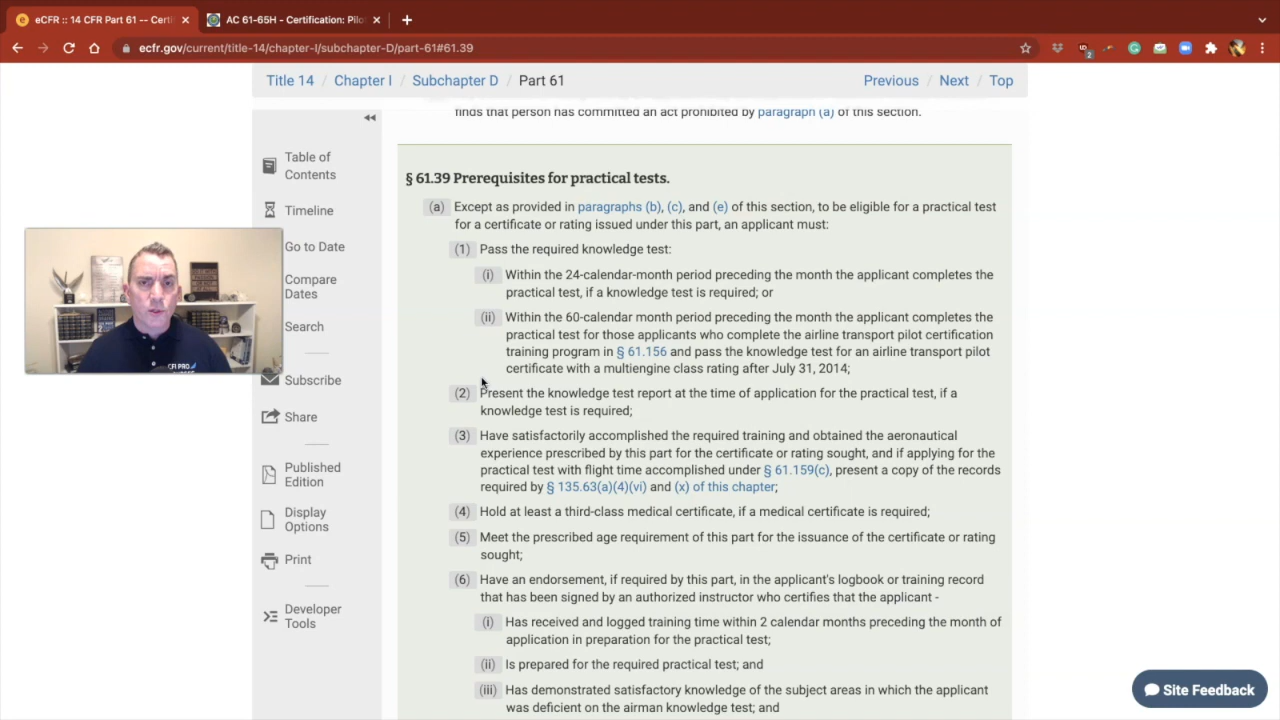 eCFR :: 14 CFR Part 61 -- Certi
AC 61-65H - Certification: Pilo
ecfr.gov/current/title-14/chapter-I/subchapter-D/part-61#61.39
2
Title 14 / Chapter I / Subchapter D / Part 61
Previous / Next / Top
finds that person has committed an act prohibited by paragraph (a) of this section.
Table of
Contents
Timeline
Go to Date
Compare
Dates
Search
Subscribe
Share
Published
Edition
Display
Options
Print
Developer
Tools
§ 61.39 Prerequisites for practical tests.
(a) Except as provided in paragraphs (b), (c), and (e) of this section, to be eligible for a practical test
for a certificate or rating issued under this part, an applicant must:
(1) Pass the required knowledge test:
(i) Within the 24-calendar-month period preceding the month the applicant completes the
practical test, if a knowledge test is required; or
(ii) Within the 60-calendar month period preceding the month the applicant completes the
practical test for those applicants who complete the airline transport pilot certification
training program in § 61.156 and pass the knowledge test for an airline transport pilot
certificate with a multiengine class rating after July 31, 2014;
(2) Present the knowledge test report at the time of application for the practical test, if a
knowledge test is required;
(3) Have satisfactorily accomplished the required training and obtained the aeronautical
experience prescribed by this part for the certificate or rating sought, and if applying for the
practical test with flight time accomplished under § 61.159(c), present a copy of the records
required by § 135.63(a)(4)(vi) and (x) of this chapter;
(4) Hold at least a third-class medical certificate, if a medical certificate is required;
(5) Meet the prescribed age requirement of this part for the issuance of the certificate or rating
sought;
(6) Have an endorsement, if required by this part, in the applicant's logbook or training record
that has been signed by an authorized instructor who certifies that the applicant -
(i) Has received and logged training time within 2 calendar months preceding the month of
application in preparation for the practical test;
(ii) Is prepared for the required practical test; and
(iii) Has demonstrated satisfactory knowledge of the subject areas in which the applicant
was deficient on the airman knowledge test; and
CFI PRO
Site Feedback